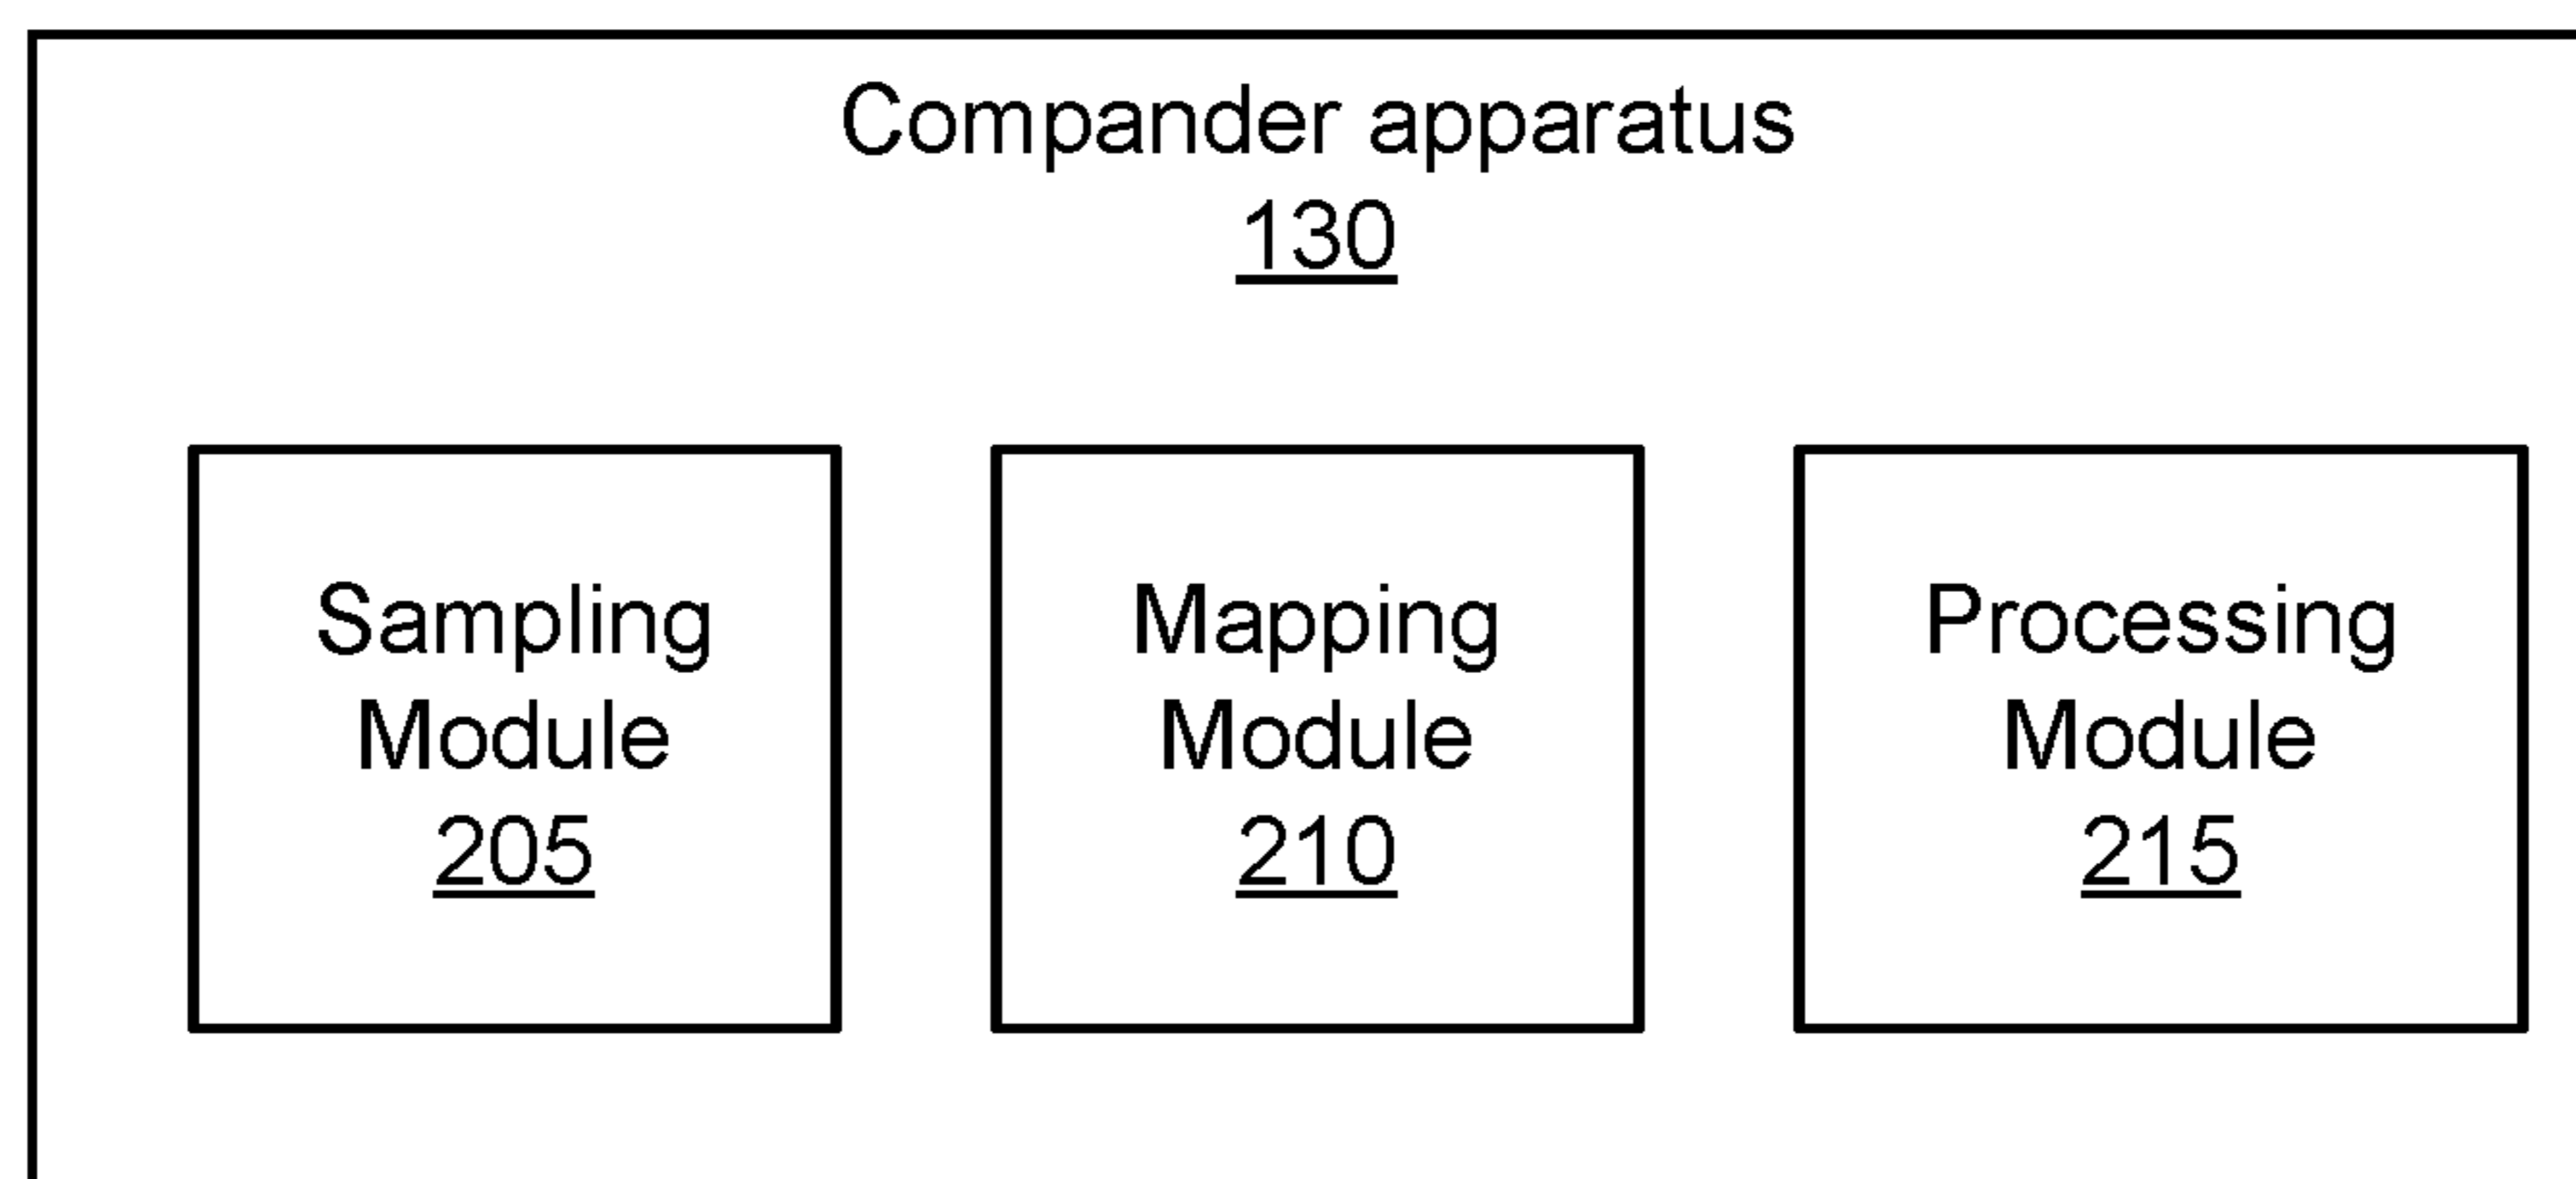 Compander apparatus
130
Sampling
Module
205
Mapping
Module
210
Processing
Module
215